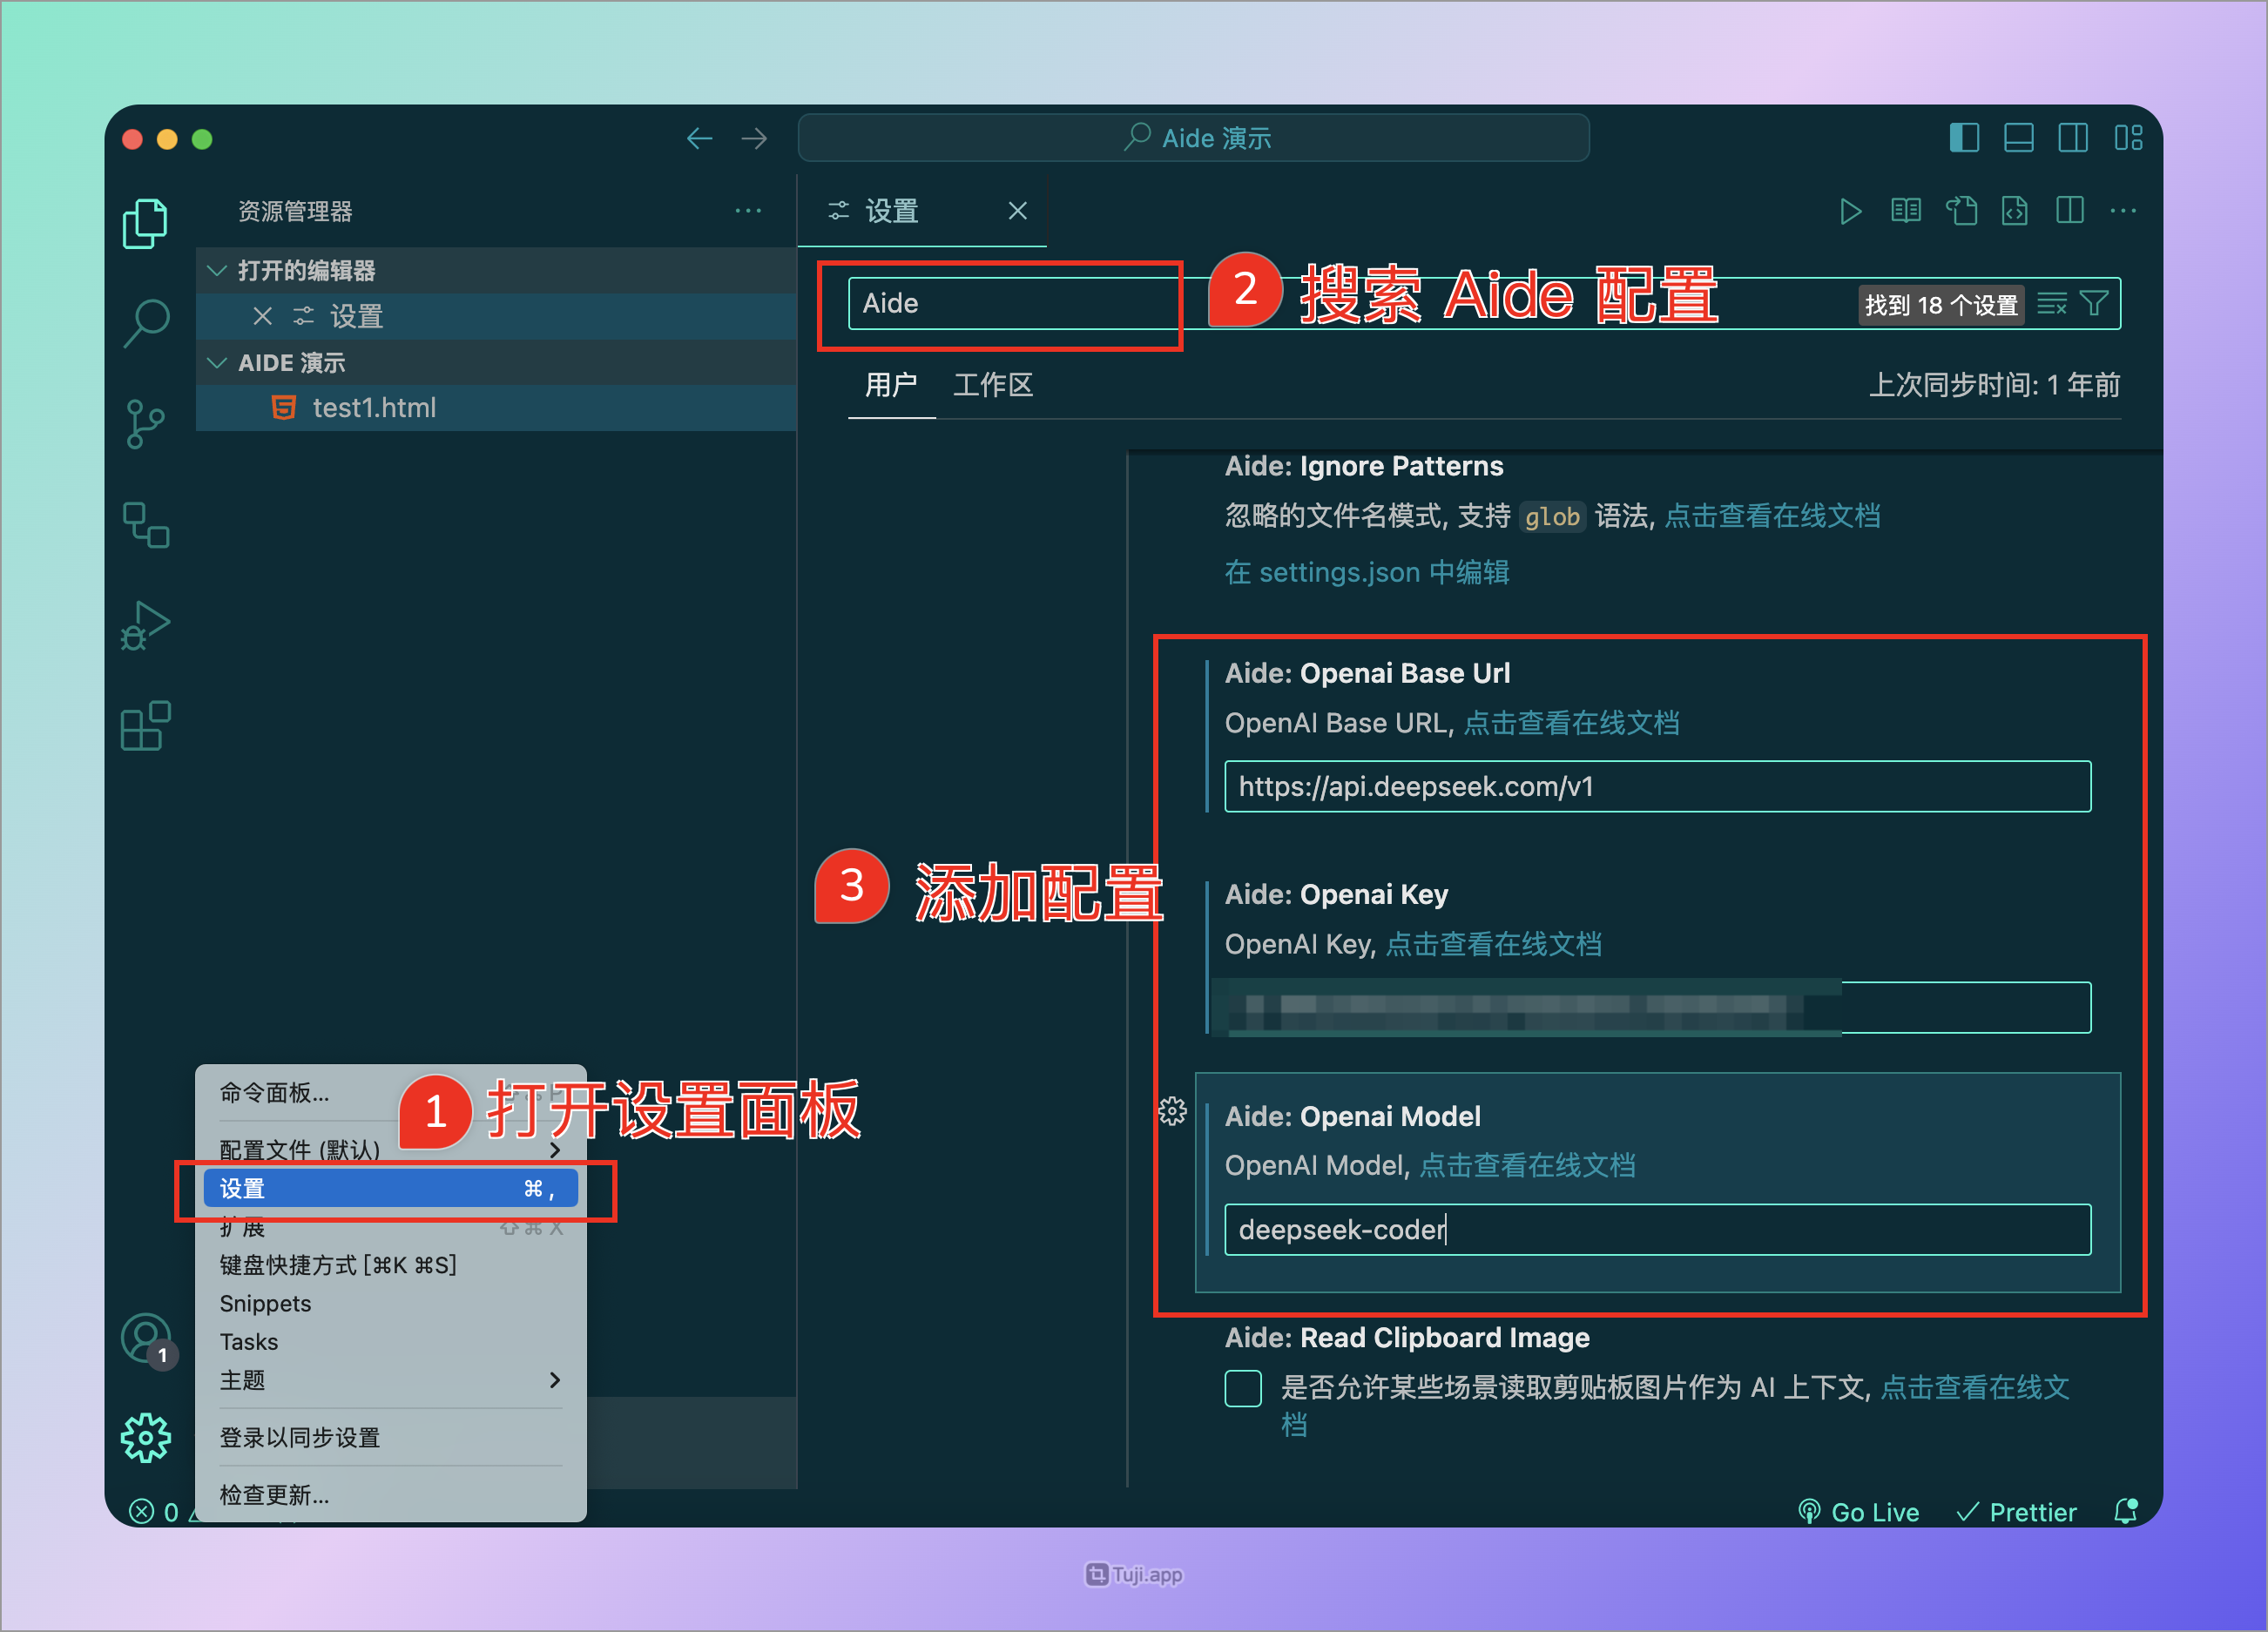 Aide 演示
资源管理器
设置
打开的编辑器
设置
AIDE 演示
test1.html
Aide
2
搜索 Aide 配置
找到 18 个设置
用户
工作区
上次同步时间: 1 年前
Aide: Ignore Patterns
忽略的文件名模式, 支持 glob 语法, 点击查看在线文档
在 settings.json 中编辑
Aide: Openai Base Url
OpenAI Base URL, 点击查看在线文档
https://api.deepseek.com/v1
3
添加配置
Aide: Openai Key
OpenAI Key, 点击查看在线文档
Aide: Openai Model
OpenAI Model, 点击查看在线文档
deepseek-coder
Aide: Read Clipboard Image
是否允许某些场景读取剪贴板图片作为 AI 上下文, 点击查看在线文
档
命令面板...
1
打开设置面板
配置文件 (默认)
设置 ⌘ ,
扩展 ⇧⌘X
键盘快捷方式 [⌘K ⌘S]
Snippets
Tasks
主题
登录以同步设置
检查更新...
1
0
Go Live
Prettier
Tuji.app